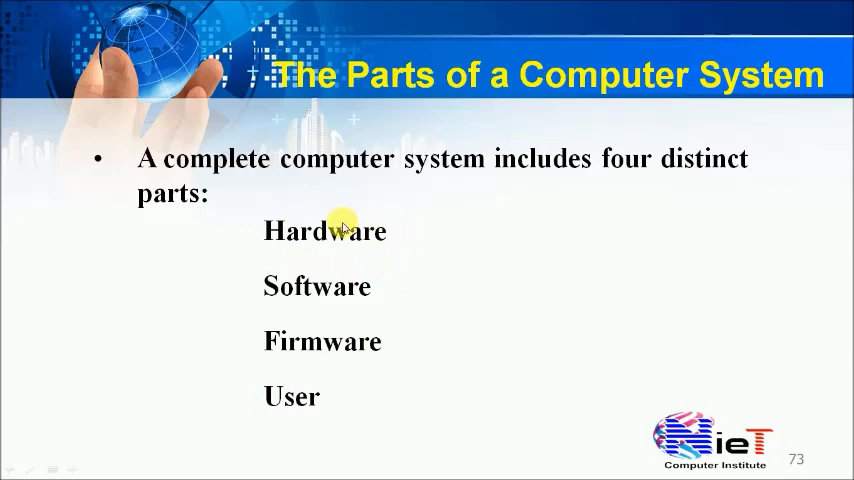 The Parts of a Computer System
• A complete computer system includes four distinct
parts:
Hardware
Software
Firmware
User
NieT
Computer Institute
73